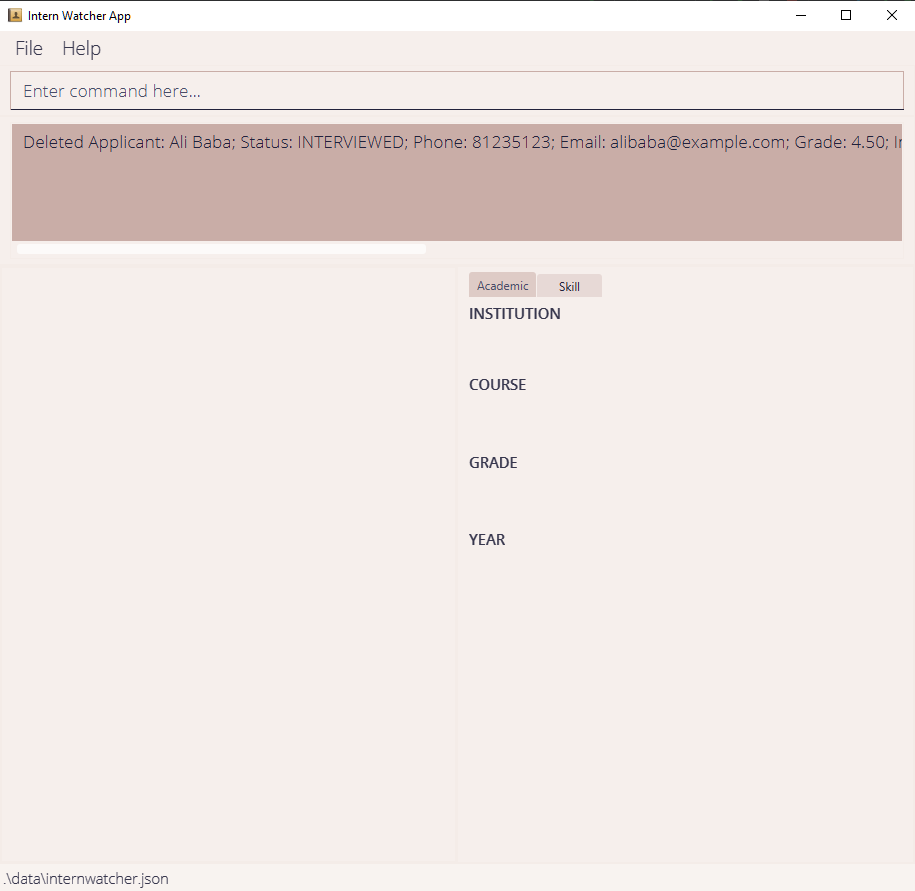 Intern Watcher App
File Help
Enter command here...
Deleted Applicant: Ali Baba; Status: INTERVIEWED; Phone: 81235123; Email: alibaba@example.com; Grade: 4.50;
Academic Skill
INSTITUTION
COURSE
GRADE
YEAR
.\data\internwatcher.json